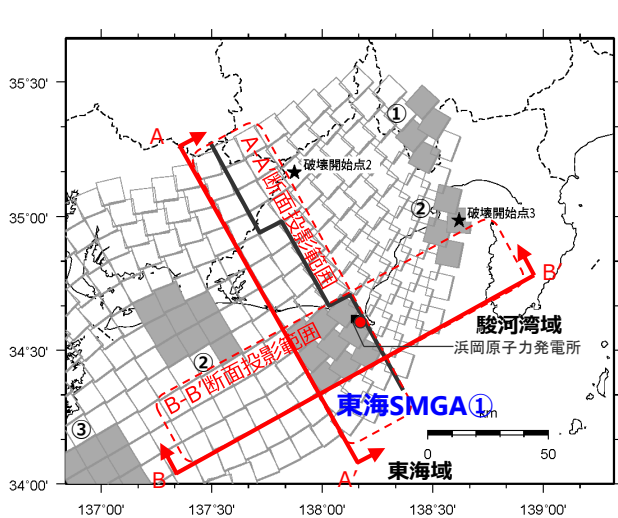 35°30'
35°00'
34°30'
34°00'
137°00'
137°30'
138°00'
138°30'
139°00'
A
①
破壊開始点2
A-A'断面投影範囲
②
破壊開始点3
B'
駿河湾域
浜岡原子力発電所
②
B-B'断面投影範囲
東海SMGA①
km
0
50
③
B
A'
東海域